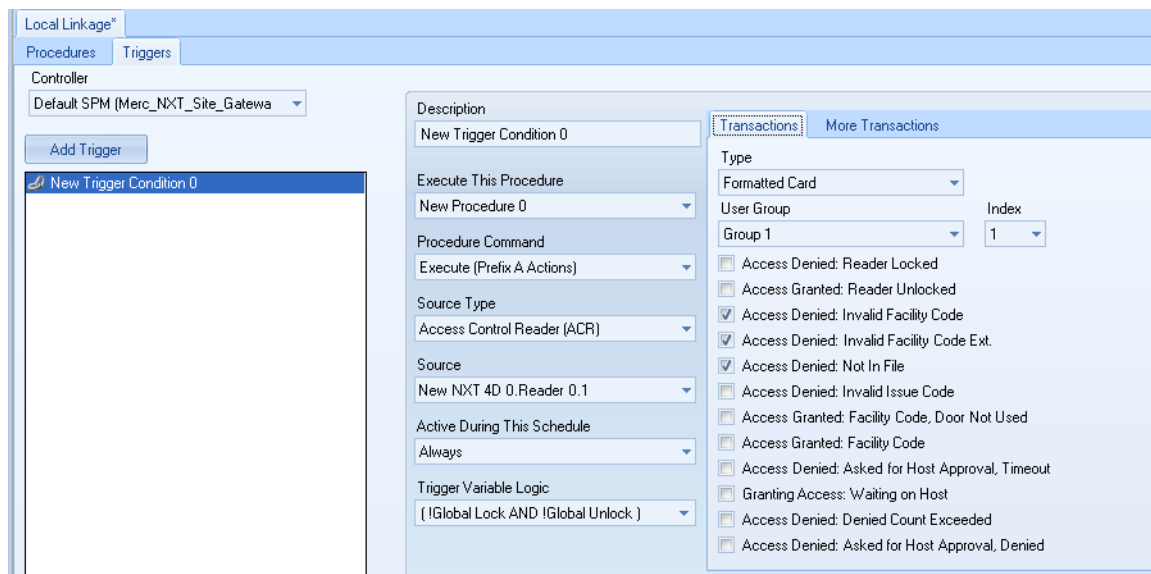 Local Linkage*
Procedures Triggers
Controller
Default SPM (Merc_NXT_Site_Gatewa
Add Trigger
New Trigger Condition 0
Description
New Trigger Condition 0
Execute This Procedure
New Procedure 0
Procedure Command
Execute (Prefix A Actions)
Source Type
Access Control Reader (ACR)
Source
New NXT 4D 0.Reader 0.1
Active During This Schedule
Always
Trigger Variable Logic
( !Global Lock AND !Global Unlock )
Transactions More Transactions
Type
Formatted Card
User Group Index
Group 1 1
Access Denied: Reader Locked
Access Granted: Reader Unlocked
Access Denied: Invalid Facility Code
Access Denied: Invalid Facility Code Ext.
Access Denied: Not In File
Access Denied: Invalid Issue Code
Access Granted: Facility Code, Door Not Used
Access Granted: Facility Code
Access Denied: Asked for Host Approval, Timeout
Granting Access: Waiting on Host
Access Denied: Denied Count Exceeded
Access Denied: Asked for Host Approval, Denied